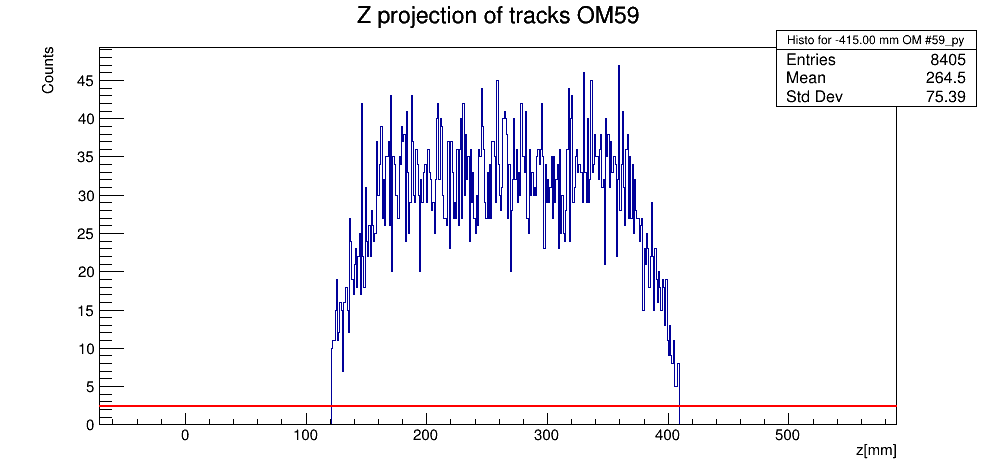 Z projection of tracks OM59
Histo for -415.00 mm OM #59_py
Entries 8405
Mean 264.5
Std Dev 75.39
Counts
45
40
35
30
25
20
15
10
5
0
0 100 200 300 400 500
z[mm]